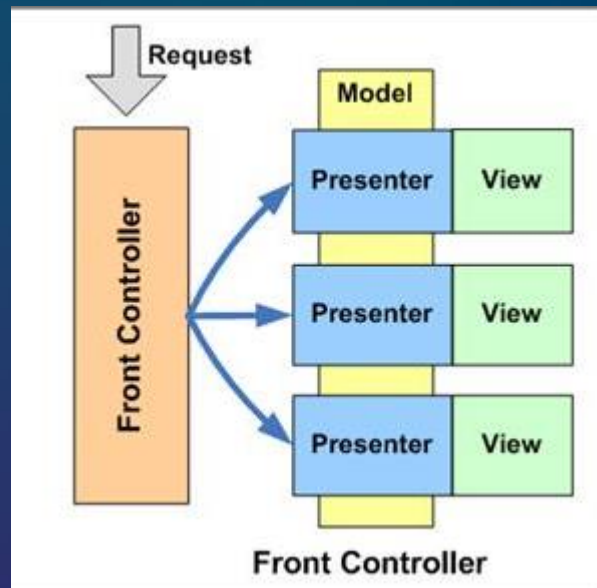 Request
Model
Front Controller
Presenter View
Presenter View
Presenter View
Front Controller